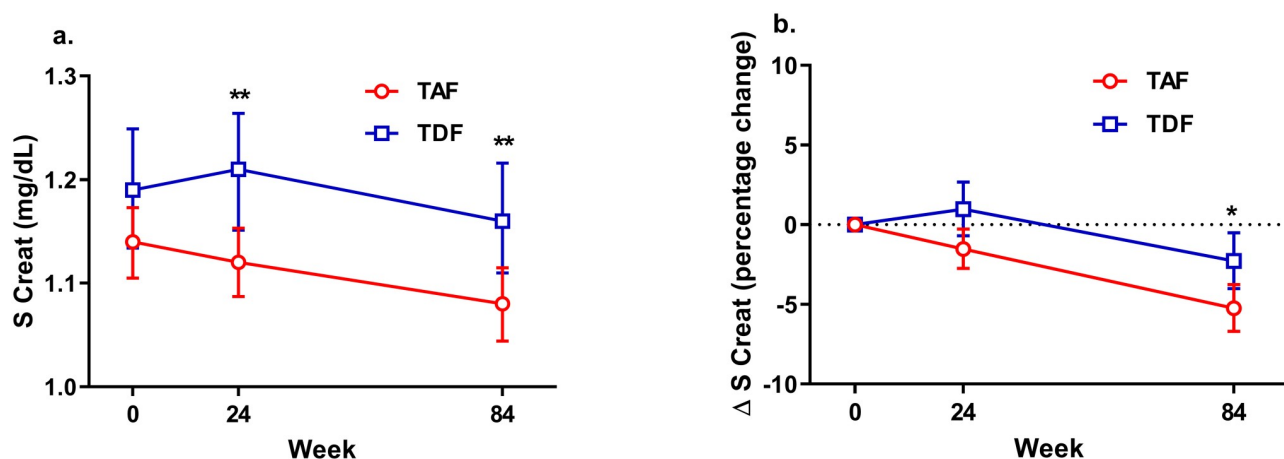 a.
S Creat (mg/dL)
1.3
1.2
1.1
1.0
**
**
TAF
TDF
0
24
84
Week
b.
Δ S Creat (percentage change)
10
5
0
-5
-10
TAF
TDF
*
0
24
84
Week